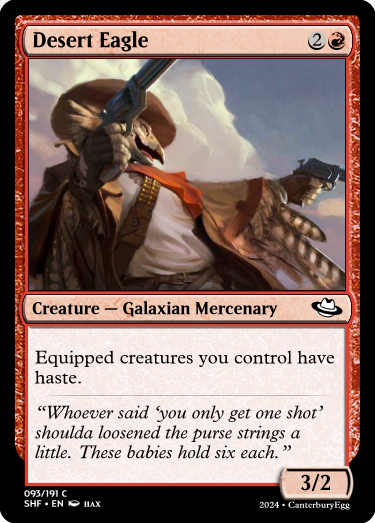 Desert Eagle
2
Creature — Galaxian Mercenary
Equipped creatures you control have
haste.
“Whoever said ‘you only get one shot’
shoulda loosened the purse strings a
little. These babies hold six each.”
3/2
093/191 C
SHF • EN HAX
2024 • CanterburyEgg